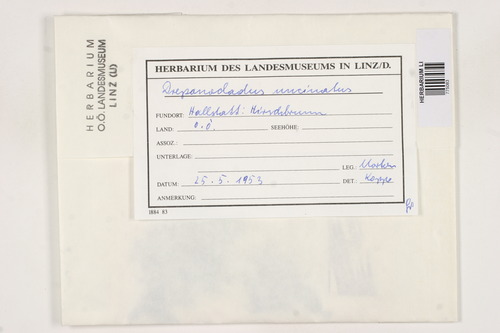 HERBARIUM
O.Ö. LANDESMUSEUM
LINZ (LI)
HERBARIUM LI
HERBARIUM DES LANDESMUSEUMS IN LINZ/D.
Drepanocladus uncinatus
FUNDORT: Hallstatt: Hirschbrunn
LAND: O.Ö. SEEHÖHE:
ASSOZ.:
UNTERLAGE:
LEG.:
DATUM: 25. 5. 1953 DET.: Koppe
ANMERKUNG:
1884 83